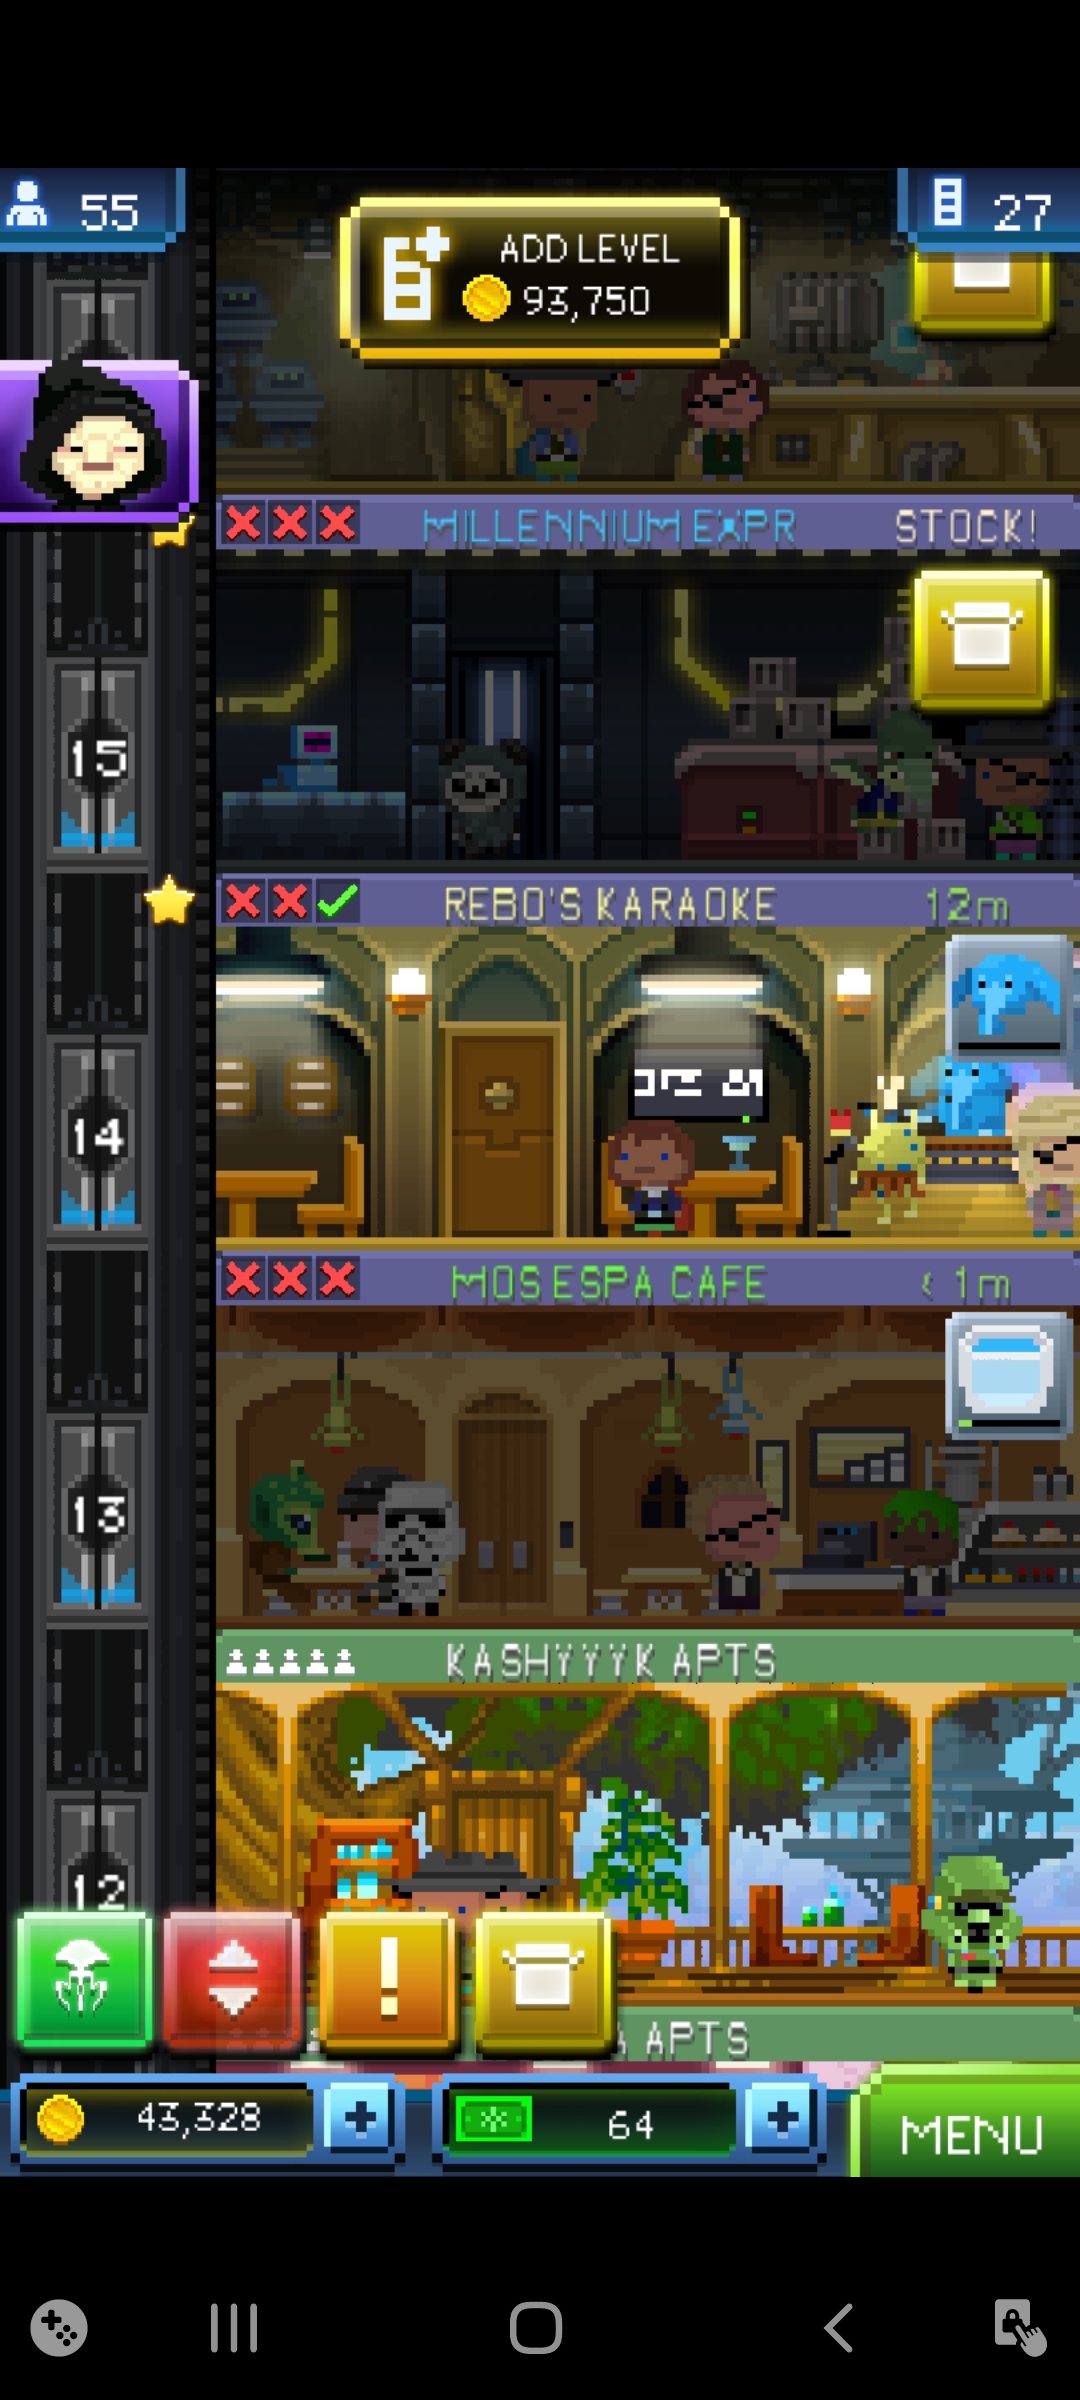 55
ADD LEVEL
93,750
27
MILLENNIUM EXPR
STOCK!
15
REBO'S KARAOKE
12m
14
MOS ESPA CAFE
< 1m
13
KASHYYYK APTS
12
APTS
43,328
64
MENU